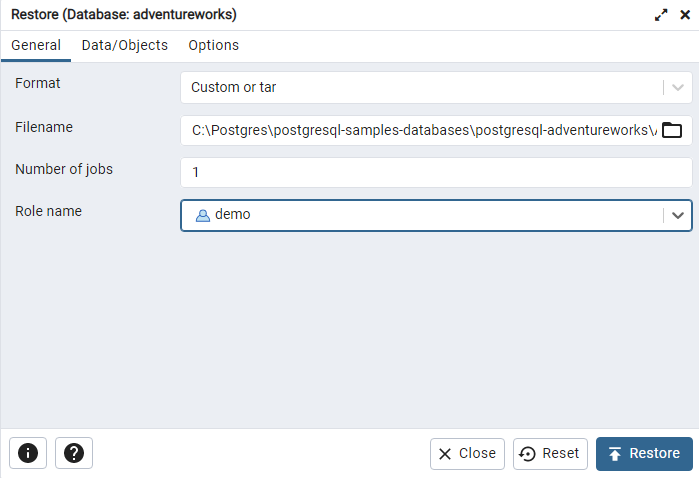 Restore (Database: adventureworks)
General Data/Objects Options
Format Custom or tar
Filename C:\Postgres\postgresql-samples-databases\postgresql-adventureworks\
Number of jobs 1
Role name demo
Close Reset Restore